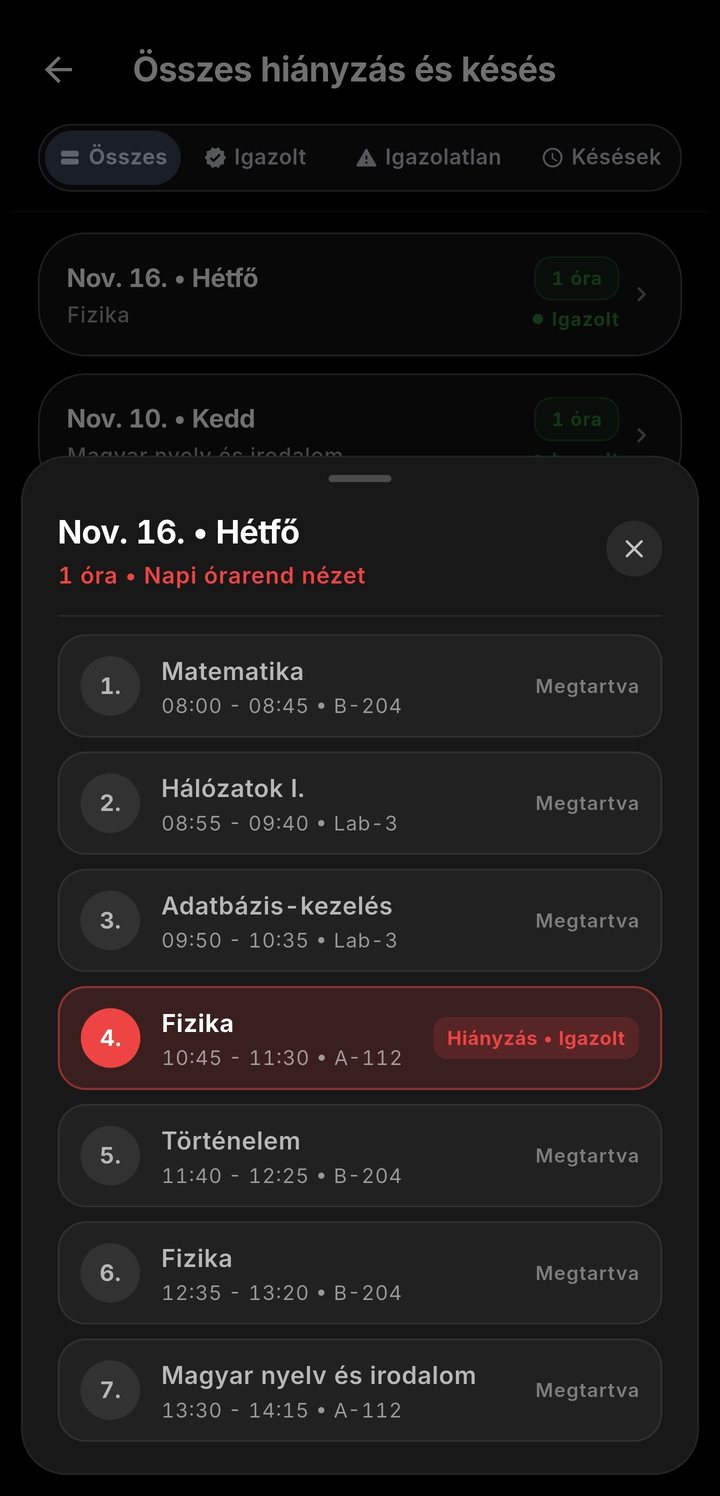 Összes hiányzás és késés
Összes Igazolt Igazolatlan Késések
Nov. 16. • Hétfő 1 óra
Fizika • Igazolt
Nov. 10. • Kedd 1 óra
Magyar nyelv és irodalom
Nov. 16. • Hétfő
1 óra • Napi órarend nézet
1. Matematika Megtartva
08:00 - 08:45 • B-204
2. Hálózatok I. Megtartva
08:55 - 09:40 • Lab-3
3. Adatbázis-kezelés Megtartva
09:50 - 10:35 • Lab-3
4. Fizika Hiányzás • Igazolt
10:45 - 11:30 • A-112
5. Történelem Megtartva
11:40 - 12:25 • B-204
6. Fizika Megtartva
12:35 - 13:20 • B-204
7. Magyar nyelv és irodalom Megtartva
13:30 - 14:15 • A-112